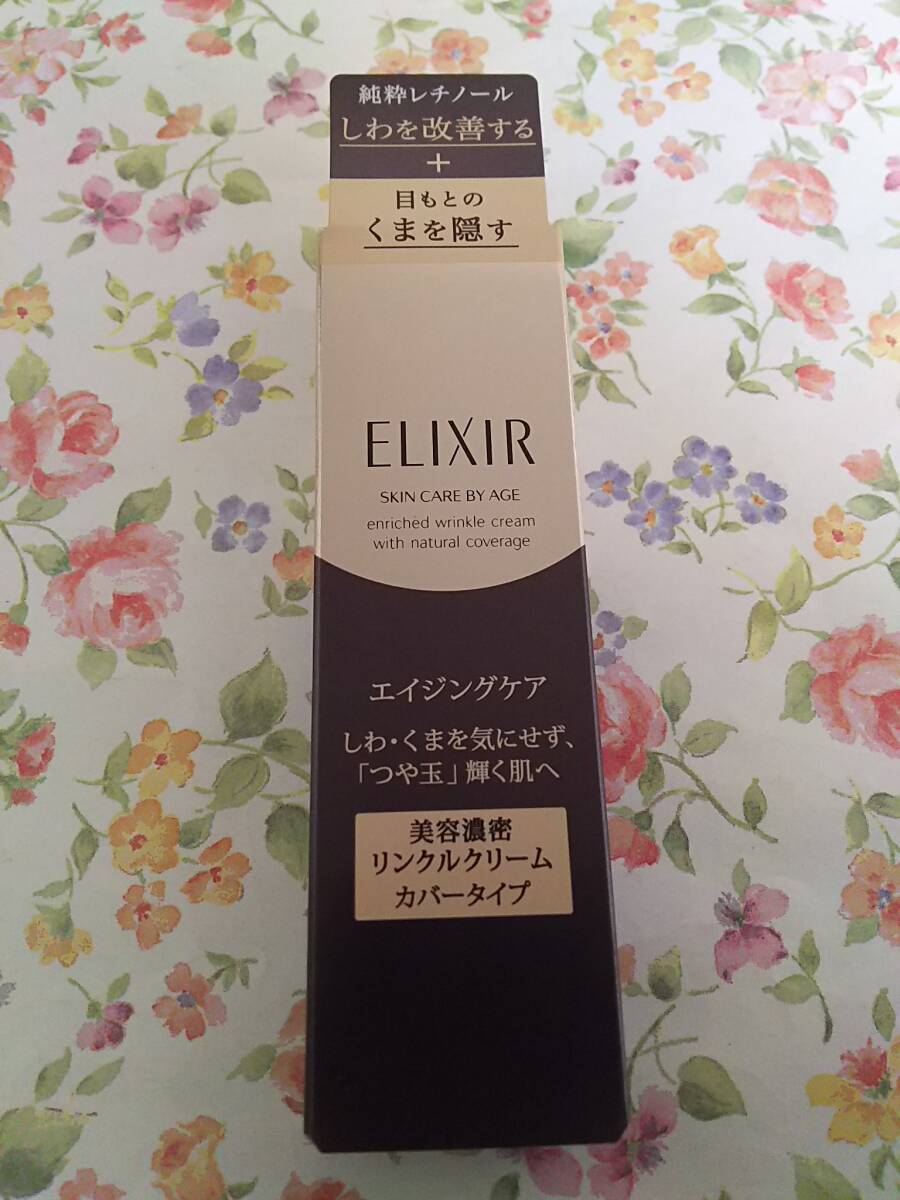 純粋レチノール
しわを改善する
+
目もとの
くまを隠す
ELIXIR
SKIN CARE BY AGE
enriched wrinkle cream
with natural coverage
エイジングケア
しわ・くまを気にせず、
「つや玉」輝く肌へ
美容濃密
リンクルクリーム
カバータイプ